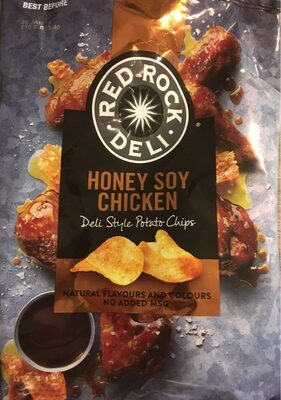 BEST BEFORE
RED ROCK
DELI
®
HONEY SOY
CHICKEN
Deli Style Potato Chips
NATURAL FLAVOURS AND COLOURS
NO ADDED MSG